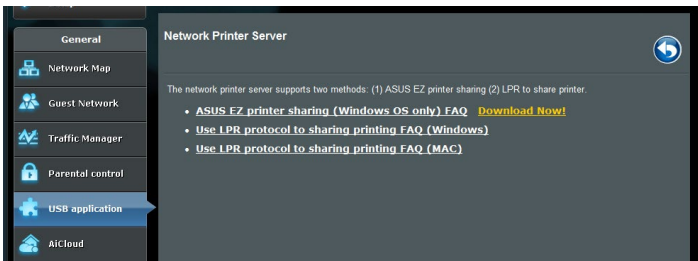 General
Network Map
Guest Network
Traffic Manager
Parental control
USB application
AiCloud
Network Printer Server
The network printer server supports two methods: (1) ASUS EZ printer sharing (2) LPR to share printer.
ASUS EZ printer sharing (Windows OS only) FAQ Download Now!
Use LPR protocol to sharing printing FAQ (Windows)
Use LPR protocol to sharing printing FAQ (MAC)